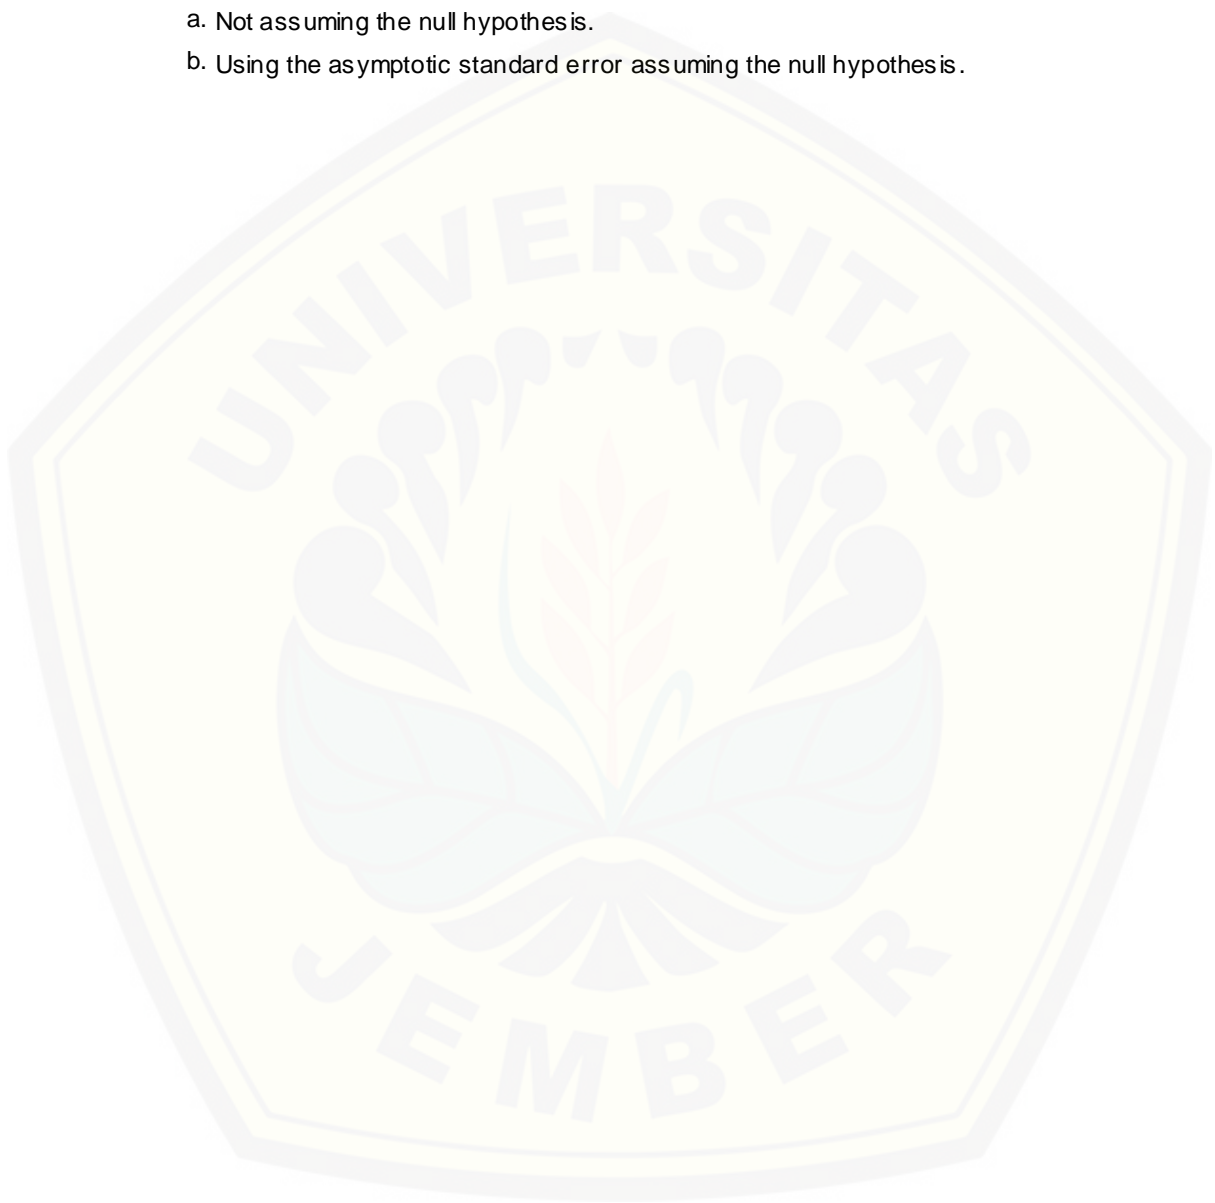 a. Not assuming the null hypothesis.
b. Using the asymptotic standard error assuming the null hypothesis.
UNIVERSITAS
JEMBER